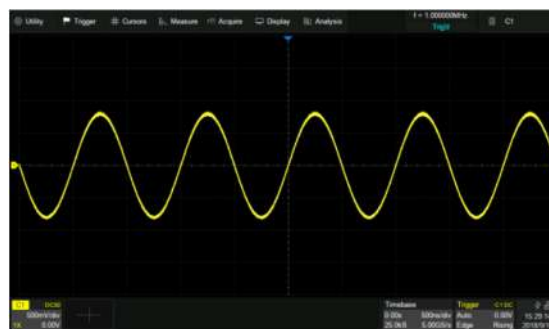 Utility Trigger Cursors Measure Acquire Display Analysis
f = 1.000000MHz
Trig'd
C1
C1 DC50
500mV/div
1X 0.00V
Timebase
0.00s 500ns/div
25.0kS 5.00GS/s
Trigger C1 DC
Auto 0.00V
Edge Rising